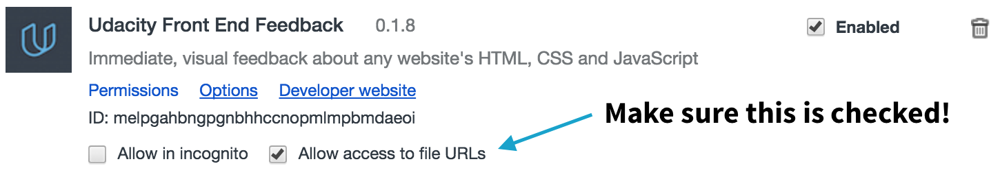 Udacity Front End Feedback 0.1.8
Enabled
Immediate, visual feedback about any website's HTML, CSS and JavaScript
Permissions Options Developer website
Make sure this is checked!
ID: melpgahbngpgnbhhccnopmlmpbmdaeoi
Allow in incognito Allow access to file URLs